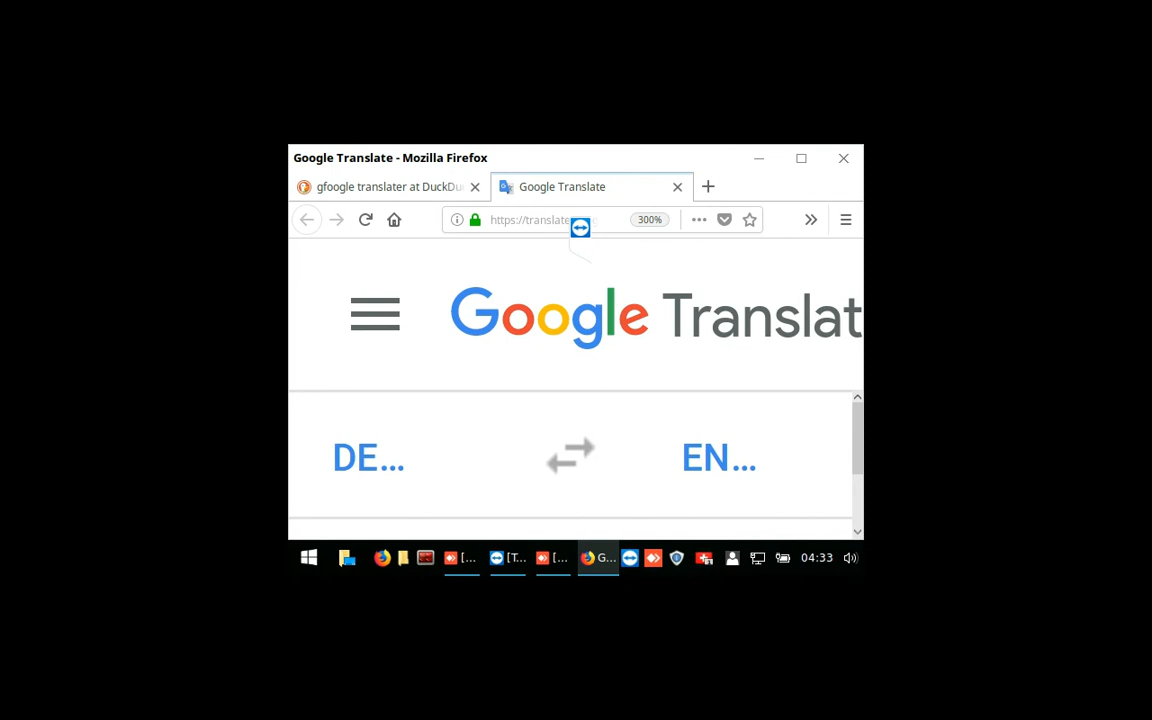 Google Translate - Mozilla Firefox
gfoogle translater at DuckDu
Google Translate
https://translate
300%
Google Translat
DE...
EN...
[...
[T...
[...
G...
04:33